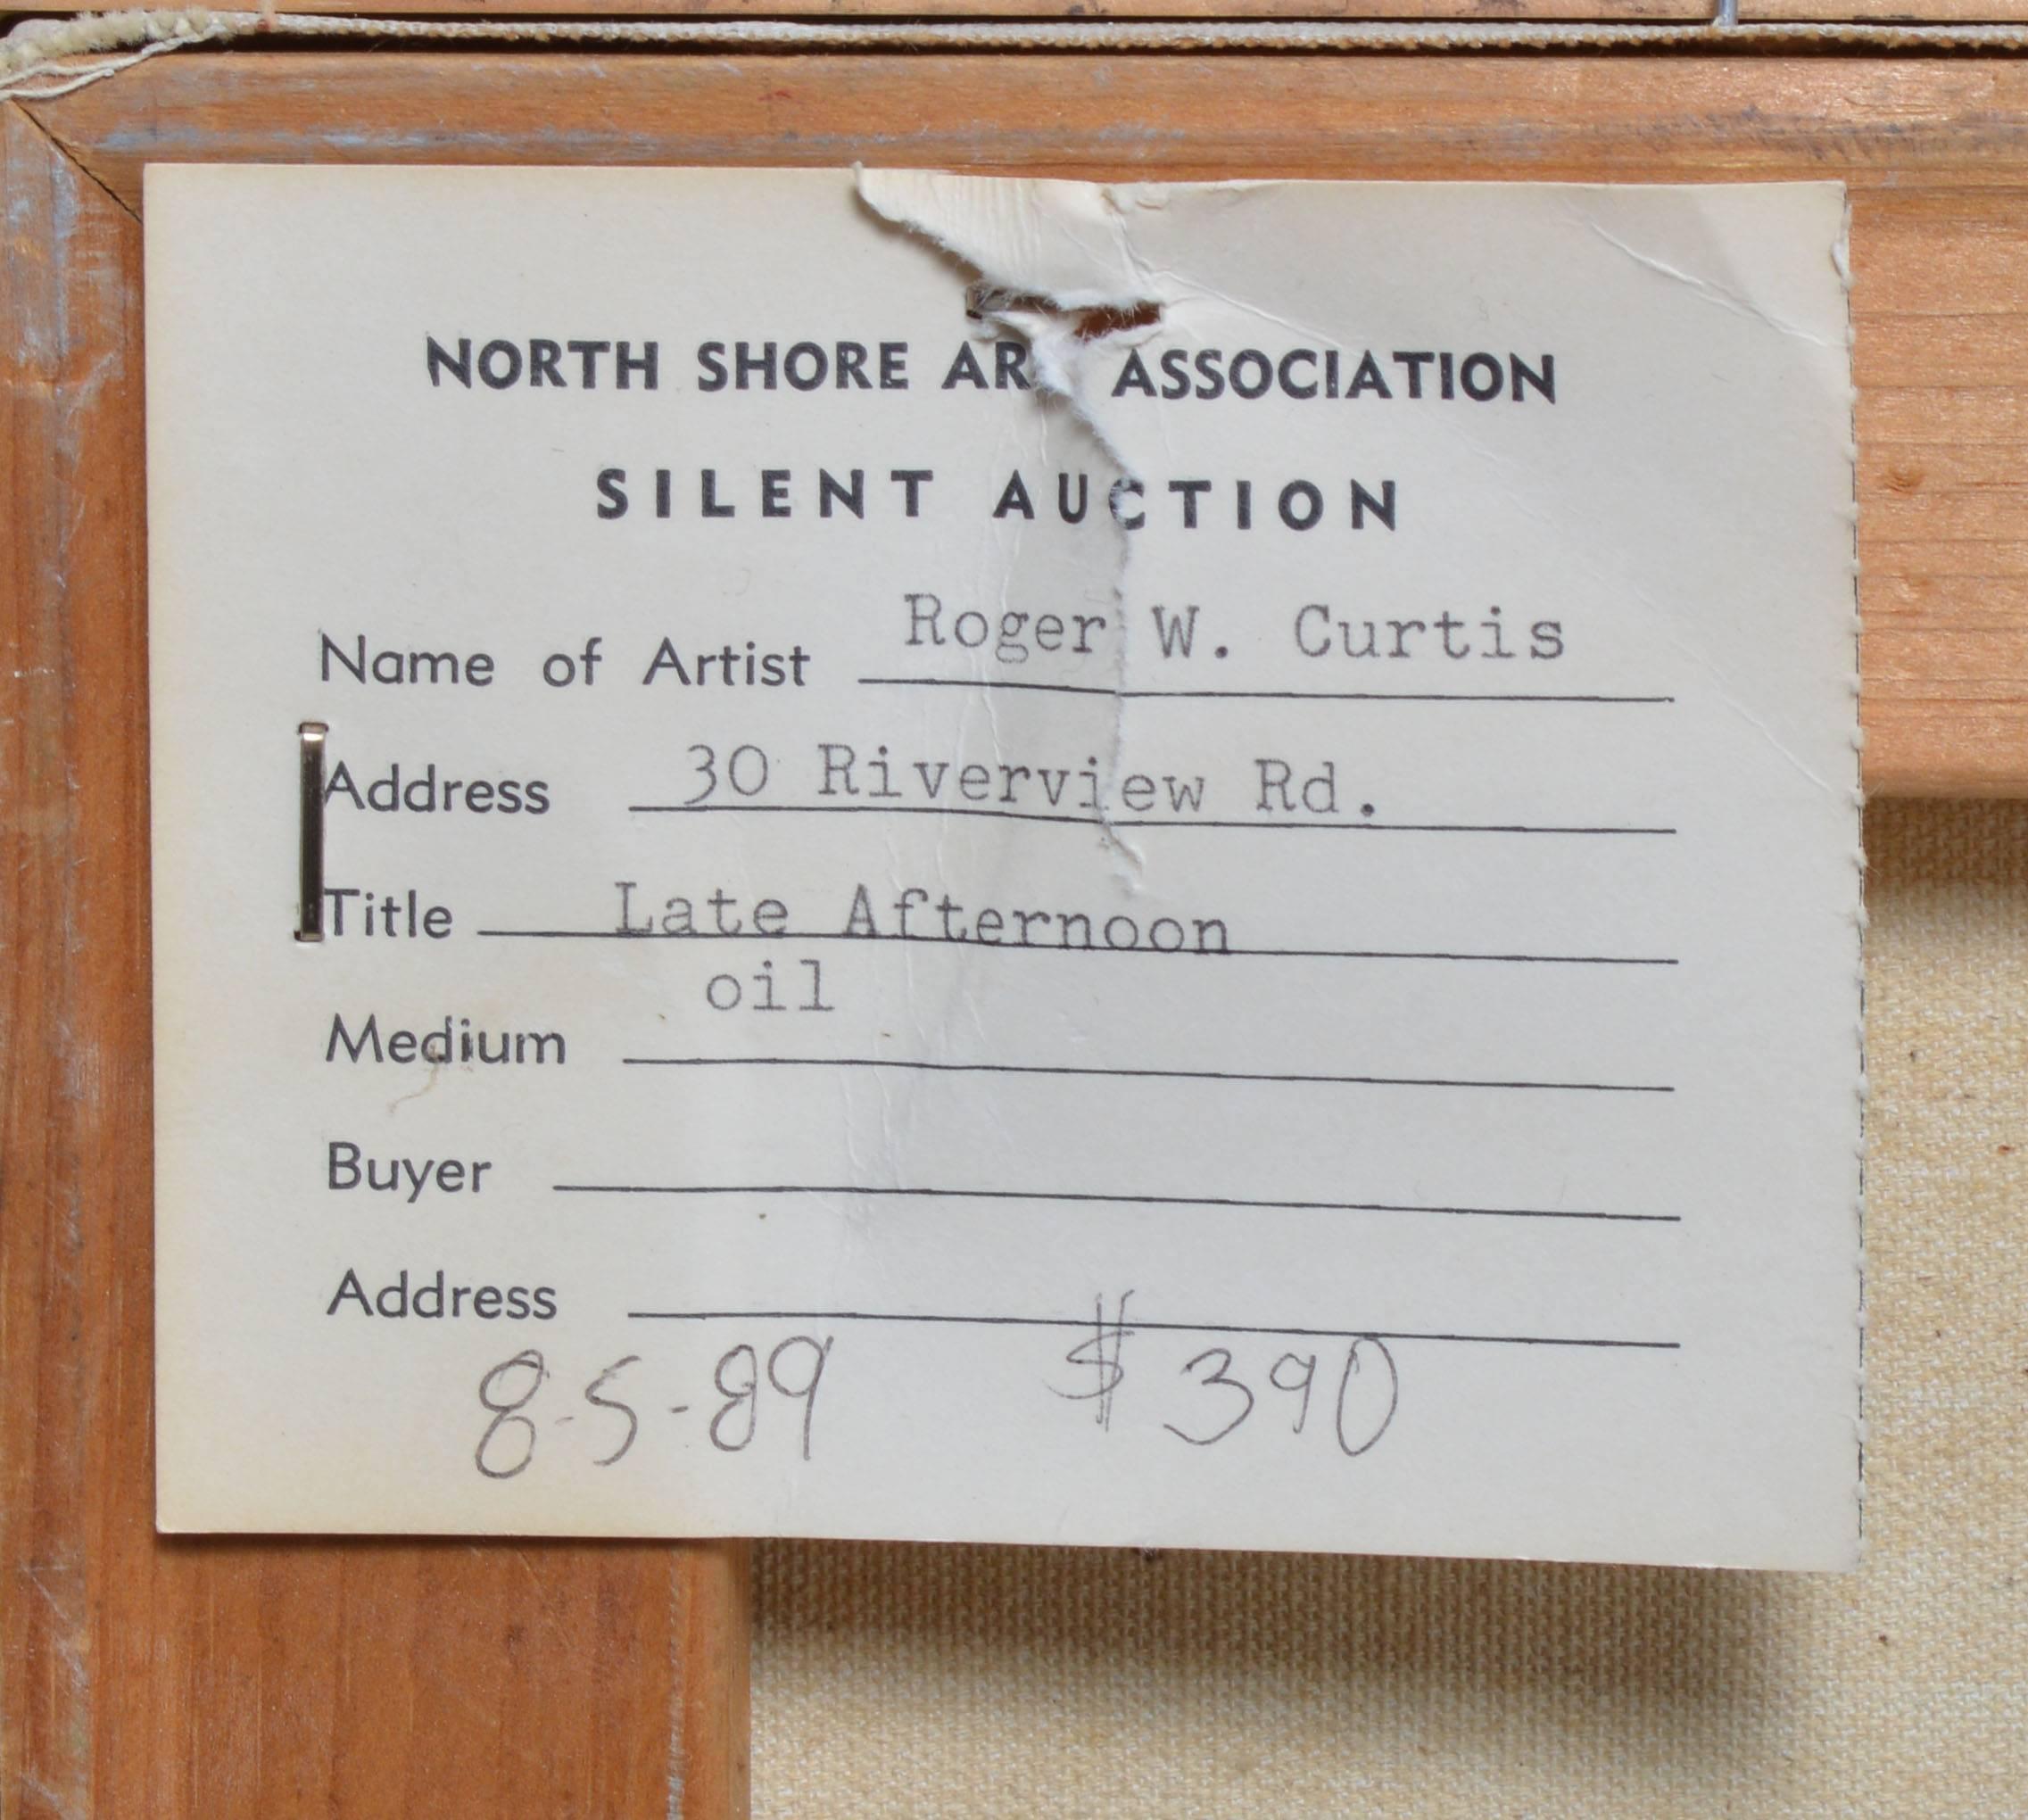 NORTH SHORE ART ASSOCIATION
SILENT AUCTION
Name of Artist Roger W. Curtis
Address 30 Riverview Rd.
Title Late Afternoon
Medium oil
Buyer
Address
8-5-89 $390